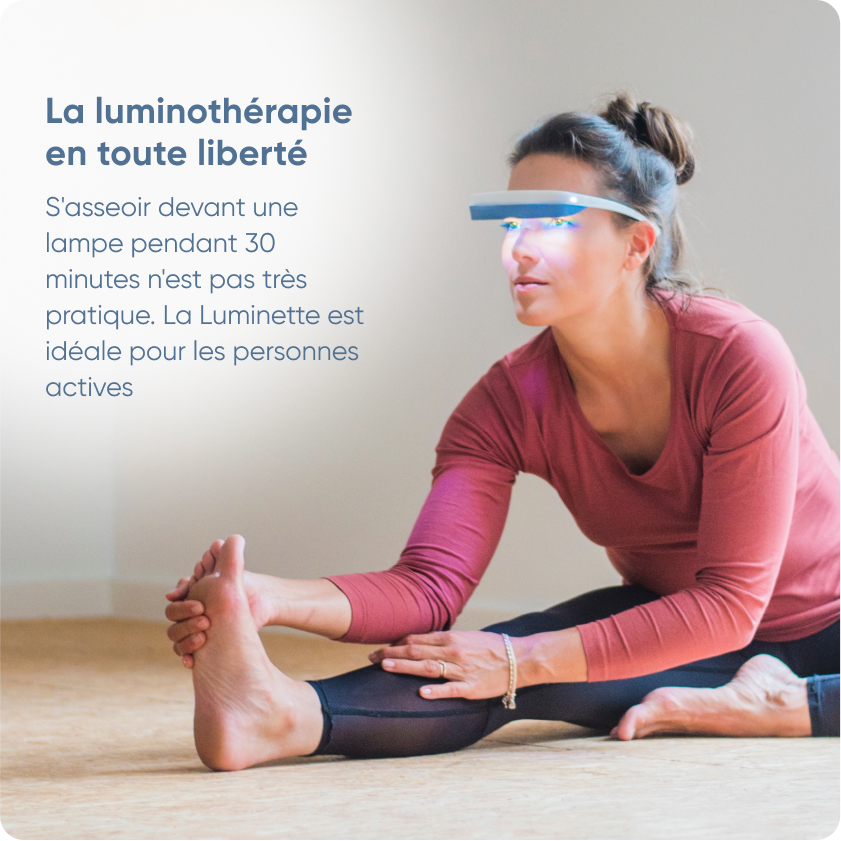 La luminothérapie
en toute liberté
S'asseoir devant une
lampe pendant 30
minutes n'est pas très
pratique. La Luminette est
idéale pour les personnes
actives